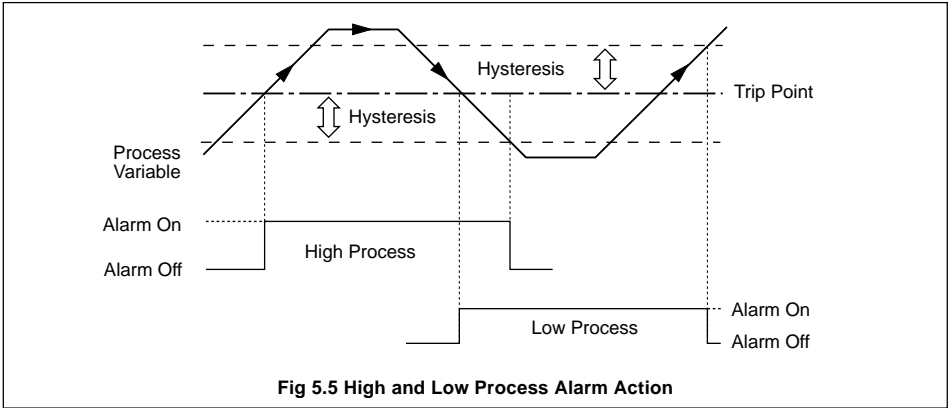 Hysteresis
Trip Point
Hysteresis
Process
Variable
Alarm On
High Process
Alarm Off
Alarm On
Low Process
Alarm Off
Fig 5.5 High and Low Process Alarm Action